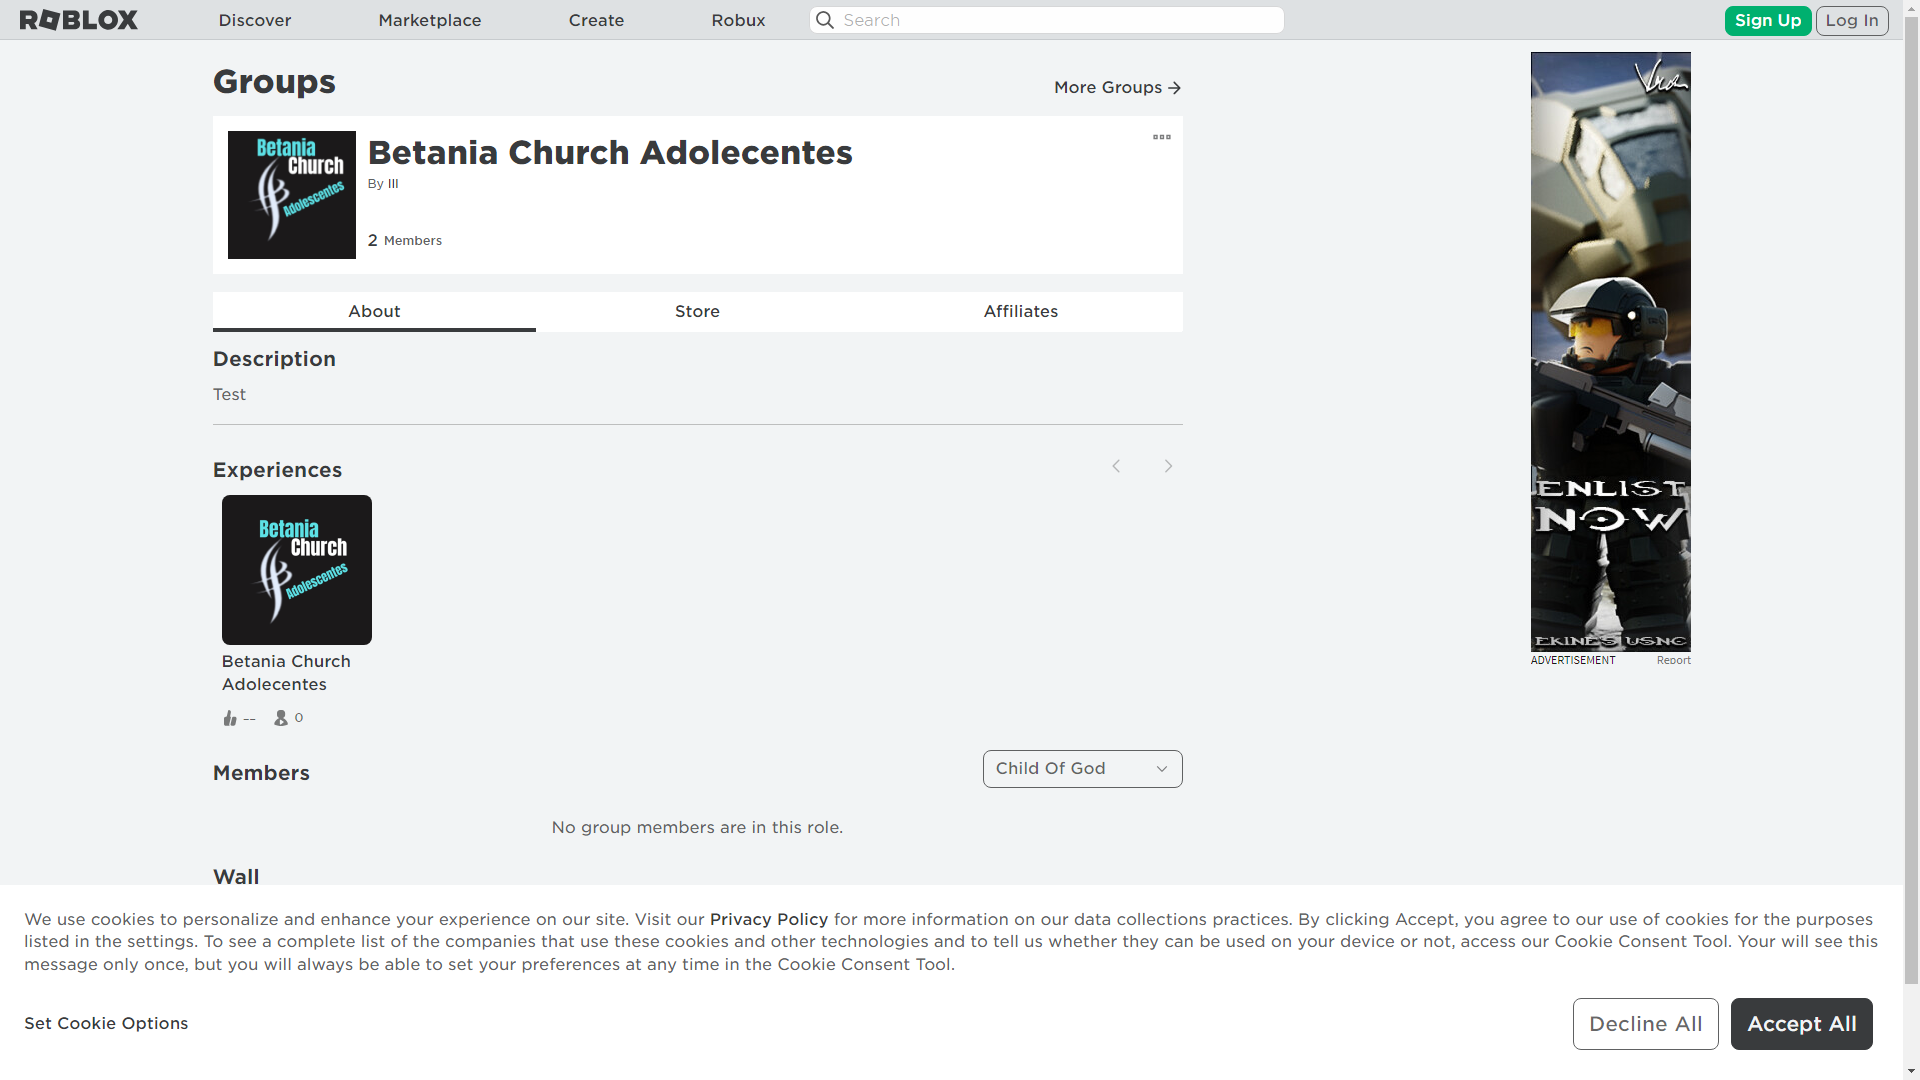 ROBLOX
Discover
Marketplace
Create
Robux
Search
Sign Up
Log In
Groups
More Groups
Betania
Church
Adolescentes
Betania Church Adolecentes
By III
2 Members
About
Store
Affiliates
Description
Test
Experiences
Betania
Church
Adolescentes
Betania Church
Adolecentes
--
0
Members
Child Of God
No group members are in this role.
Wall
ENLIST
NOW
EKINE'S USNC
ADVERTISEMENT
Report
We use cookies to personalize and enhance your experience on our site. Visit our Privacy Policy for more information on our data collections practices. By clicking Accept, you agree to our use of cookies for the purposes
listed in the settings. To see a complete list of the companies that use these cookies and other technologies and to tell us whether they can be used on your device or not, access our Cookie Consent Tool. Your will see this
message only once, but you will always be able to set your preferences at any time in the Cookie Consent Tool.
Set Cookie Options
Decline All
Accept All